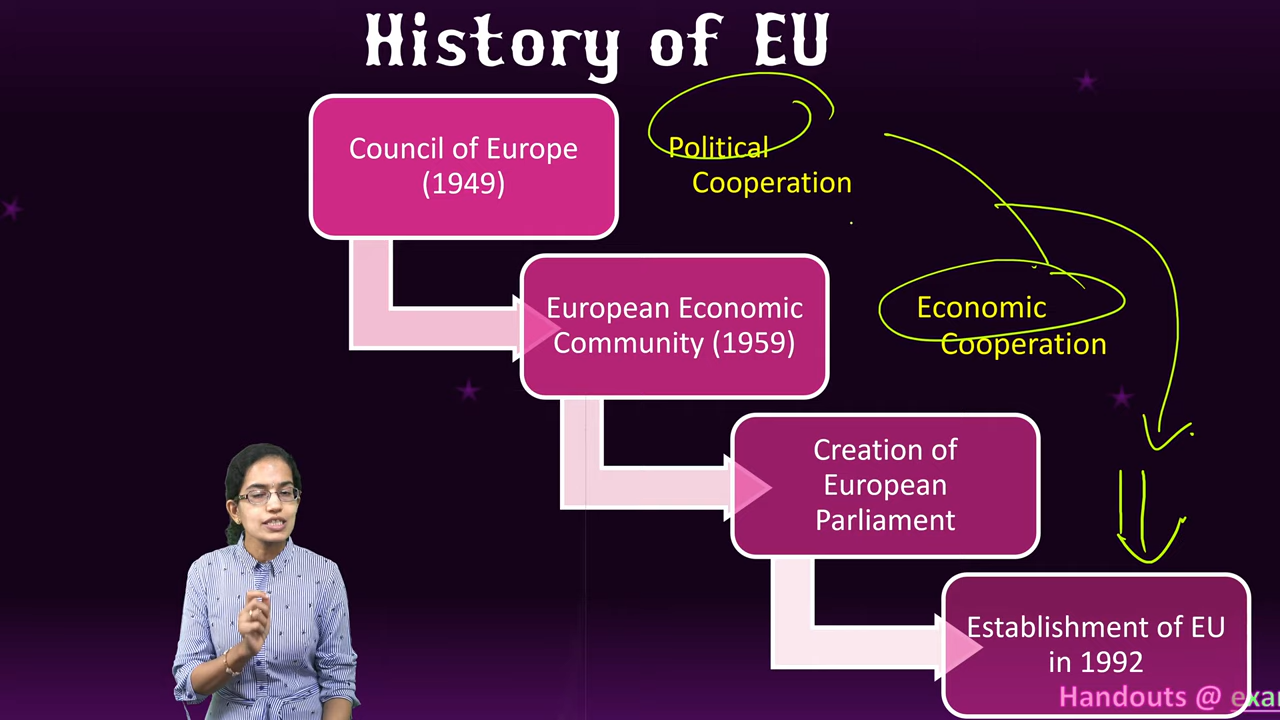 History of EU
Council of Europe
(1949)
Political
Cooperation
European Economic
Community (1959)
Economic
Cooperation
Creation of
European
Parliament
Establishment of EU
in 1992
Handouts @ exa